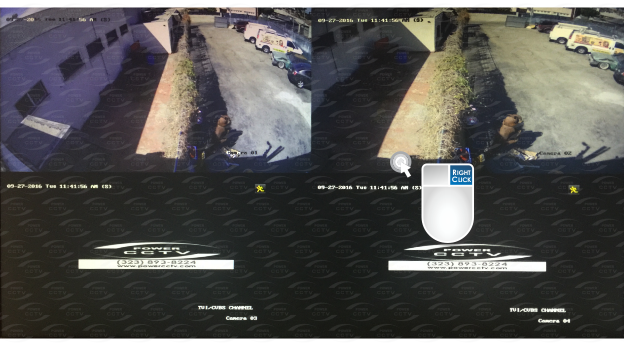 09-27-2016 Tue 11:41:56 AM (S)
09-27-2016 Tue 11:41:56 AM (S)
Camera 01
Camera 02
RIGHT
CLICK
09-27-2016 Tue 11:41:56 AM (S)
09-27-2016 Tue 11:41:56 AM (S)
POWER
CCTV
(323) 893-8224
www.powercctv.com
POWER
CCTV
(323) 893-8224
www.powercctv.com
TVI/CVBS CHANNEL
Camera 03
TVI/CVBS CHANNEL
Camera 04